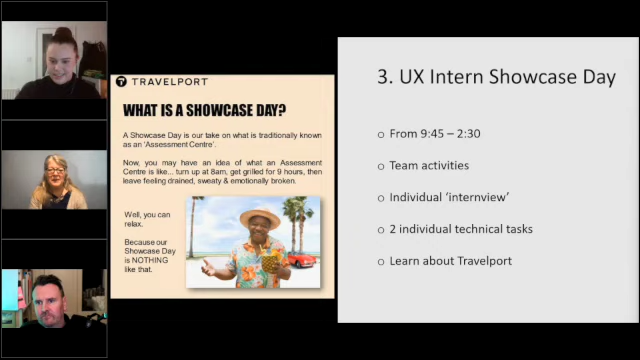 TRAVELPORT
WHAT IS A SHOWCASE DAY?
A Showcase Day is our take on what is traditionally known
as an 'Assessment Centre'.
Now, you may have an idea of what an Assessment
Centre is like... turn up at 8am, get grilled for 9 hours, then
leave feeling drained, sweaty & emotionally broken.
Well, you can
relax.
Because our
Showcase Day
is NOTHING
like that.
3. UX Intern Showcase Day
o From 9:45 – 2:30
o Team activities
o Individual 'internview'
o 2 individual technical tasks
o Learn about Travelport